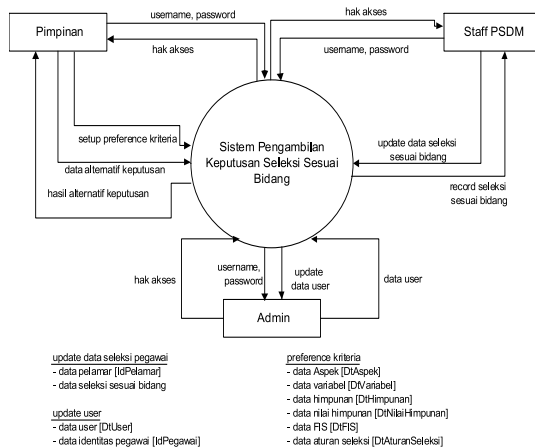 username, password
hak akses
Pimpinan
Staff PSDM
hak akses
username, password
setup preference kriteria
Sistem Pengambilan
Keputusan Seleksi Sesuai
Bidang
update data seleksi
sesuai bidang
data alternatif keputusan
hasil alternatif keputusan
record seleksi
sesuai bidang
hak akses
username,
password
update
data user
data user
Admin
update data seleksi pegawai
- data pelamar [IdPelamar]
- data seleksi sesuai bidang
update user
- data user [DtUser]
- data identitas pegawai [IdPegawai]
preference kriteria
- data Aspek [DtAspek]
- data variabel [DtVariabel]
- data himpunan [DtHimpunan]
- data nilai himpunan [DtNilaiHimpunan]
- data FIS [DtFIS]
- data aturan seleksi [DtAturanSeleksi]